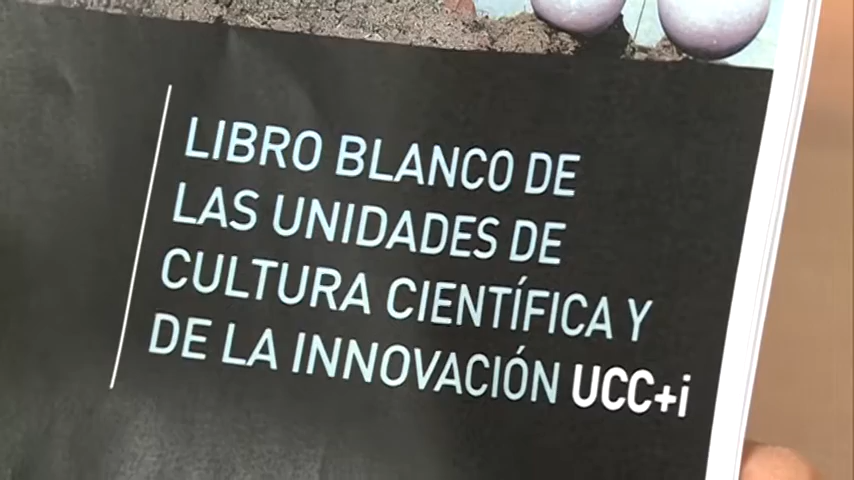 LIBRO BLANCO DE
LAS UNIDADES DE
CULTURA CIENTÍFICA Y
DE LA INNOVACIÓN UCC+i